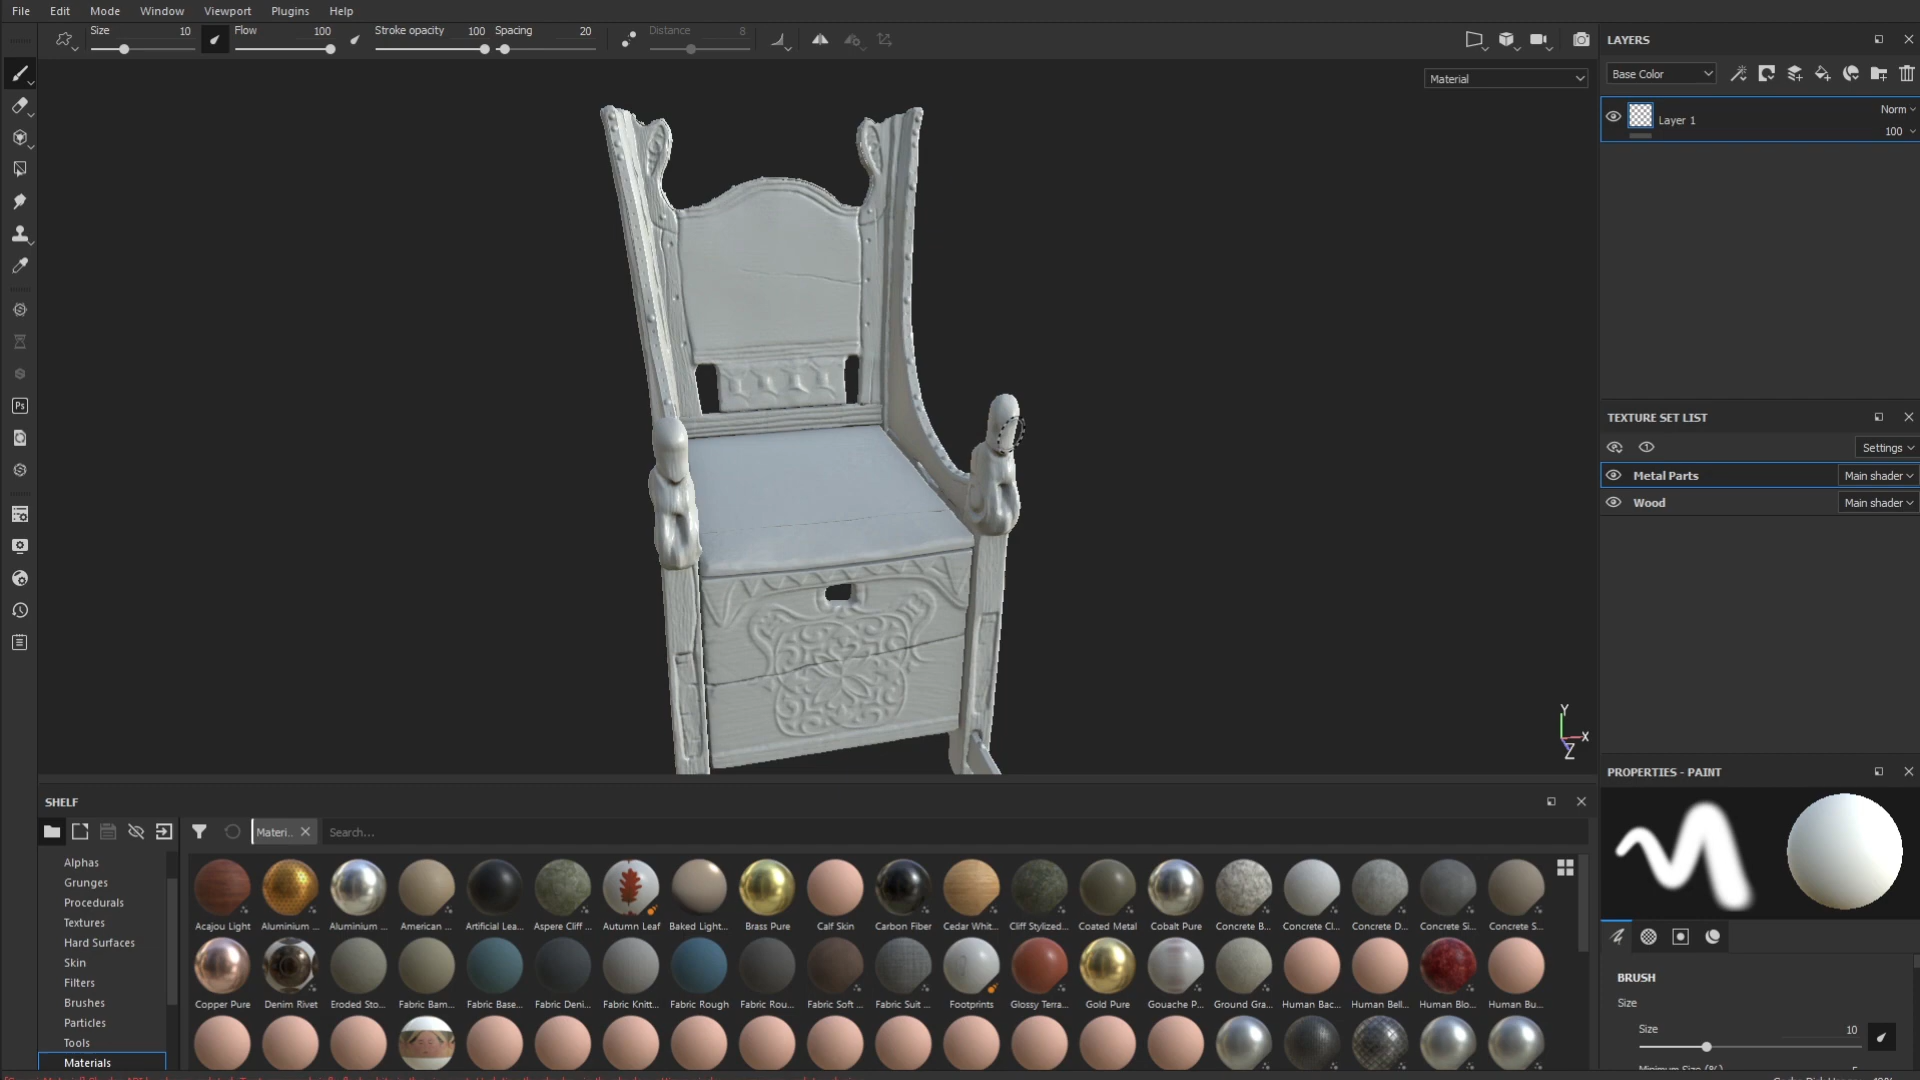 File Edit Mode Window Viewport Plugins Help
Size 10 Flow 100 Stroke opacity 100 Spacing 20 Distance 8
Material
LAYERS
Base Color
Layer 1 Norm
100
TEXTURE SET LIST
Settings
Metal Parts Main shader
Wood Main shader
Ps
Y
X
Z
PROPERTIES - PAINT
BRUSH
Size
Size 10
SHELF
Materi.. Search...
Alphas
Grunges
Procedurals
Textures
Hard Surfaces
Skin
Filters
Brushes
Particles
Tools
Materials
Acajou Light Aluminium ... Aluminium ... American ... Artificial Lea... Aspere Cliff ... Autumn Leaf Baked Light... Brass Pure Calf Skin Carbon Fiber Cedar Whit... Cliff Stylized... Coated Metal Cobalt Pure Concrete B... Concrete Cl... Concrete D... Concrete Si... Concrete S...
Copper Pure Denim Rivet Eroded Sto... Fabric Bam... Fabric Base... Fabric Deni... Fabric Knitt... Fabric Rough Fabric Rou... Fabric Soft ... Fabric Suit ... Footprints Glossy Terra... Gold Pure Gouache P... Ground Gra... Human Bac... Human Bell... Human Blo... Human Bu...